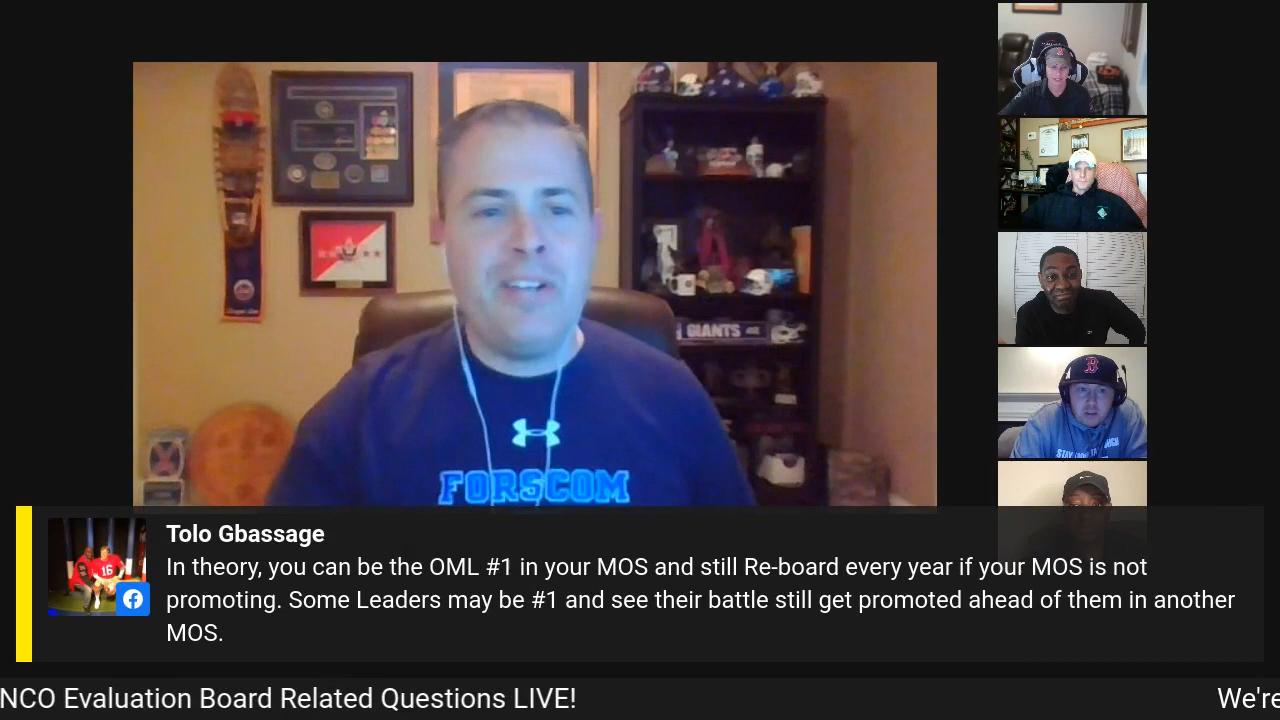 GIANTS
B
FORSCOM
16
Tolo Gbassage
In theory, you can be the OML #1 in your MOS and still Re-board every year if your MOS is not
promoting. Some Leaders may be #1 and see their battle still get promoted ahead of them in another
MOS.
NCO Evaluation Board Related Questions LIVE!
We're